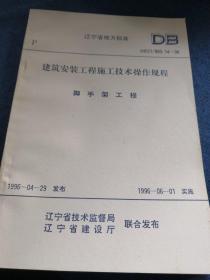 辽宁省地方标准
DB
P
建筑安装工程施工技术操作规程
脚手架工程
1996-04-29 发布
1996-06-01 实施
辽宁省技术监督局
辽宁省建设厅
联合发布